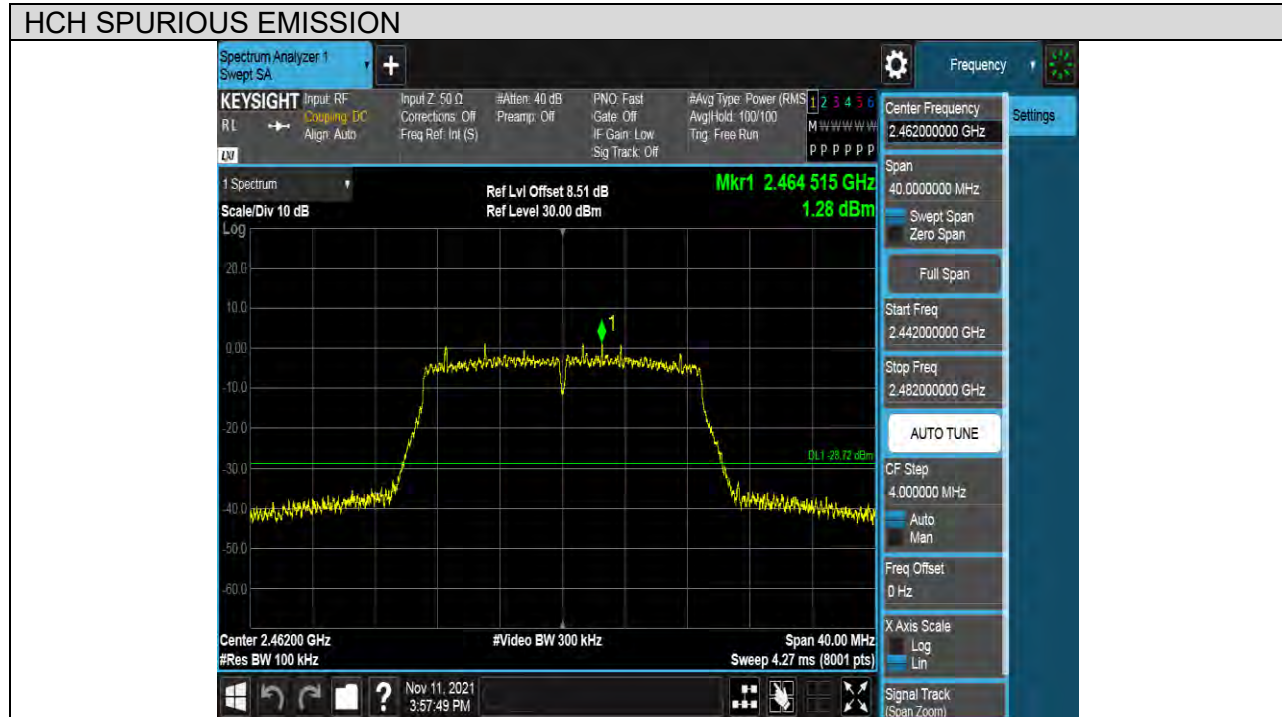 HCH SPURIOUS EMISSION
Spectrum Analyzer 1
Swept SA
+
Frequency
KEYSIGHT
RL
LXI
Input: RF
Coupling: DC
Align: Auto
Input Z: 50 Ω
Corrections: Off
Freq Ref: Int (S)
#Atten: 40 dB
Preamp: Off
PNO: Fast
Gate: Off
IF Gain: Low
Sig Track: Off
#Avg Type: Power (RMS
Avg|Hold: 100/100
Trig: Free Run
1 2 3 4 5 6
M W W W W W
P P P P P P
Center Frequency
2.462000000 GHz
Settings
Span
40.0000000 MHz
Swept Span
Zero Span
Full Span
Start Freq
2.442000000 GHz
Stop Freq
2.482000000 GHz
AUTO TUNE
CF Step
4.000000 MHz
Auto
Man
Freq Offset
0 Hz
X Axis Scale
Log
Lin
Signal Track
(Span Zoom)
1 Spectrum
Scale/Div 10 dB
Log
Ref Lvl Offset 8.51 dB
Ref Level 30.00 dBm
Mkr1 2.464 515 GHz
1.28 dBm
20.0
10.0
0.00
-10.0
-20.0
-30.0
-40.0
-50.0
-60.0
1
DL1 -28.72 dBm
Center 2.46200 GHz
#Res BW 100 kHz
#Video BW 300 kHz
Span 40.00 MHz
Sweep 4.27 ms (8001 pts)
?
Nov 11, 2021
3:57:49 PM